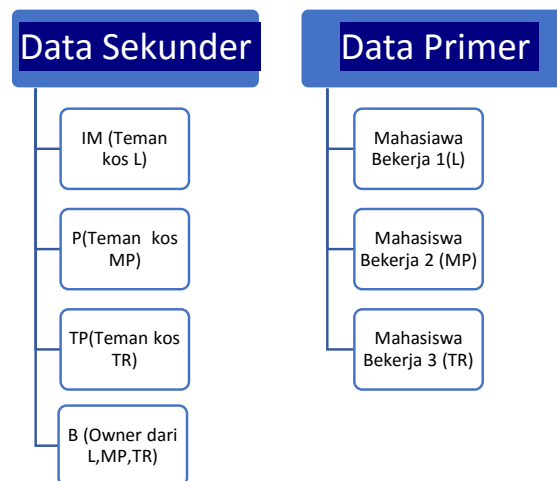 Data Sekunder
IM (Teman
kos L)
P(Teman kos
MP)
TP(Teman kos
TR)
B (Owner dari
L,MP,TR)
Data Primer
Mahasiawa
Bekerja 1(L)
Mahasiswa
Bekerja 2 (MP)
Mahasiswa
Bekerja 3 (TR)